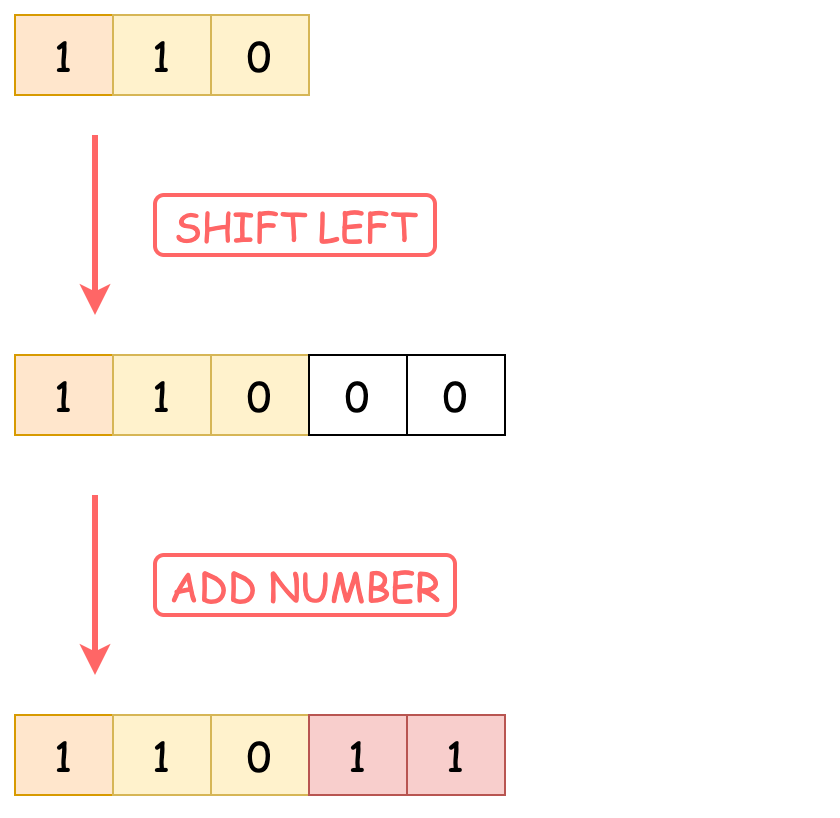 1 1 0
SHIFT LEFT
1 1 0 0 0
ADD NUMBER
1 1 0 1 1